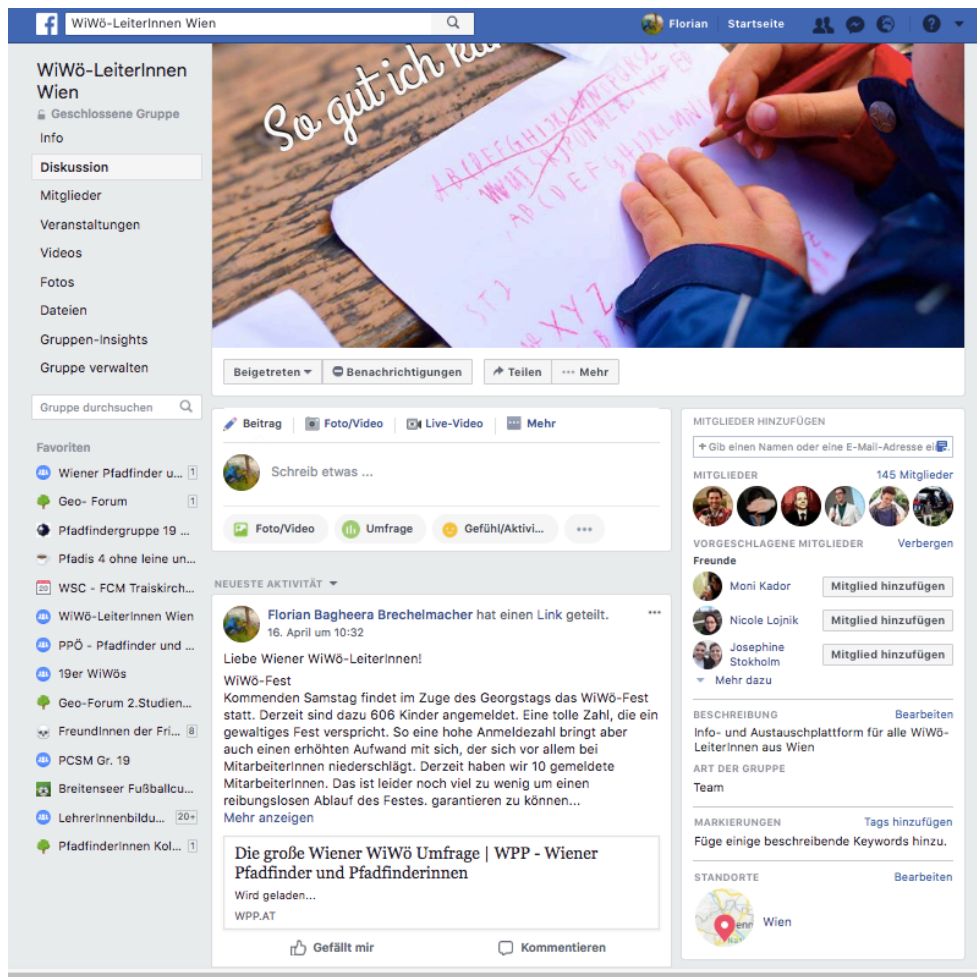 WiWö-LeiterInnen Wien
Florian
Startseite
WiWö-LeiterInnen
Wien
Geschlossene Gruppe
Info
Diskussion
Mitglieder
Veranstaltungen
Videos
Fotos
Dateien
Gruppen-Insights
Gruppe verwalten
Gruppe durchsuchen
Favoriten
Wiener Pfadfinder u... 1
Geo- Forum 1
Pfadfindergruppe 19 ...
Pfadis 4 ohne leine un...
20 WSC - FCM Traiskirch...
WiWö-LeiterInnen Wien
PPÖ - Pfadfinder und ...
19er WiWös
Geo-Forum 2.Studien...
FreundInnen der Fri... 8
PCSM Gr. 19
Breitenseer Fußballcu...
LehrerInnenbildu... 20+
PfadfinderInnen Kol... 1
So gut ich
XYZ
Beigetreten
Benachrichtigungen
Teilen
Mehr
Beitrag
Foto/Video
Live-Video
Mehr
Schreib etwas ...
Foto/Video
Umfrage
Gefühl/Aktivi...
NEUESTE AKTIVITÄT
Florian Bagheera Brechelmacher hat einen Link geteilt.
16. April um 10:32
Liebe Wiener WiWö-LeiterInnen!
WiWö-Fest
Kommenden Samstag findet im Zuge des Georgstags das WiWö-Fest
statt. Derzeit sind dazu 606 Kinder angemeldet. Eine tolle Zahl, die ein
gewaltiges Fest verspricht. So eine hohe Anmeldezahl bringt aber
auch einen erhöhten Aufwand mit sich, der sich vor allem bei
MitarbeiterInnen niederschlägt. Derzeit haben wir 10 gemeldete
MitarbeiterInnen. Das ist leider noch viel zu wenig um einen
reibungslosen Ablauf des Festes. garantieren zu können...
Mehr anzeigen
Die große Wiener WiWö Umfrage | WPP - Wiener
Pfadfinder und Pfadfinderinnen
Wird geladen...
WPP.AT
Gefällt mir
Kommentieren
MITGLIEDER HINZUFÜGEN
+ Gib einen Namen oder eine E-Mail-Adresse ei
MITGLIEDER
145 Mitglieder
VORGESCHLAGENE MITGLIEDER
Verbergen
Freunde
Moni Kador
Mitglied hinzufügen
Nicole Lojnik
Mitglied hinzufügen
Josephine
Stokholm
Mitglied hinzufügen
Mehr dazu
BESCHREIBUNG
Bearbeiten
Info- und Austauschplattform für alle WiWö-
LeiterInnen aus Wien
ART DER GRUPPE
Team
MARKIERUNGEN
Tags hinzufügen
Füge einige beschreibende Keywords hinzu.
STANDORTE
Bearbeiten
Wien